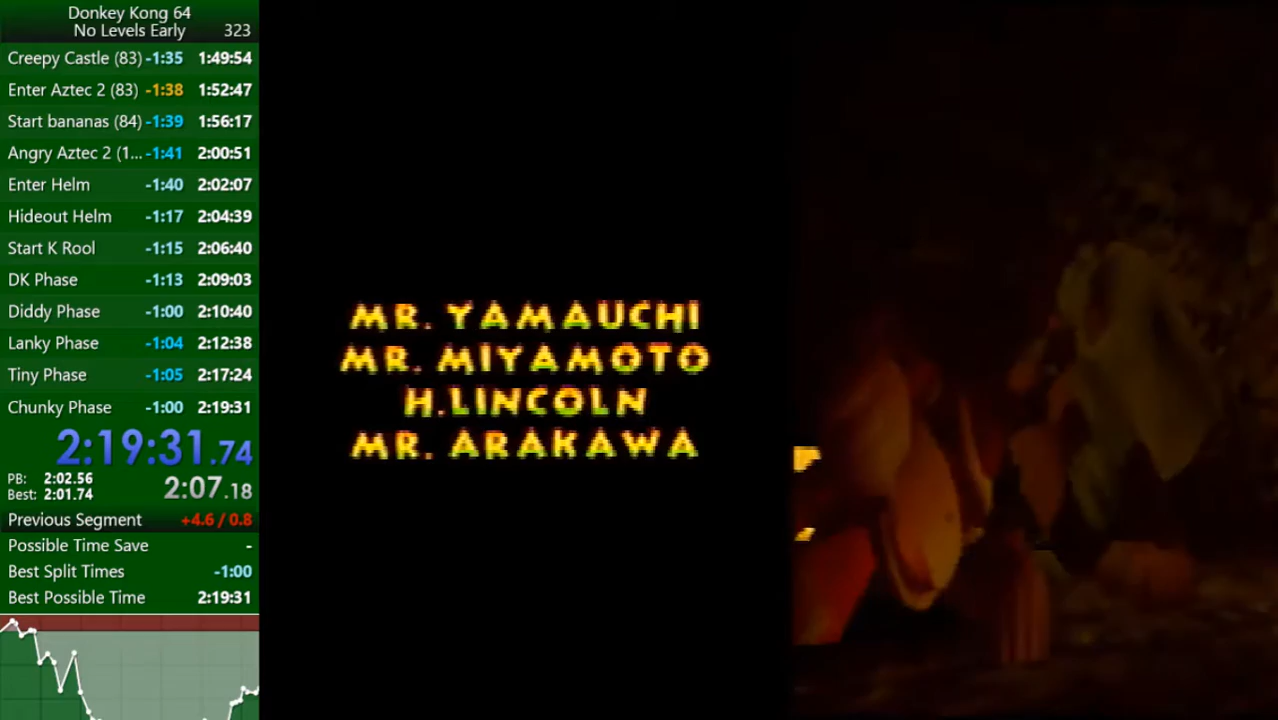 Donkey Kong 64
No Levels Early 323
Creepy Castle (83) -1:35 1:49:54
Enter Aztec 2 (83) -1:38 1:52:47
Start bananas (84) -1:39 1:56:17
Angry Aztec 2 (1... -1:41 2:00:51
Enter Helm -1:40 2:02:07
Hideout Helm -1:17 2:04:39
Start K Rool -1:15 2:06:40
DK Phase -1:13 2:09:03
Diddy Phase -1:00 2:10:40
Lanky Phase -1:04 2:12:38
Tiny Phase -1:05 2:17:24
Chunky Phase -1:00 2:19:31
2:19:31.74
PB: 2:02.56
Best: 2:01.74
2:07.18
Previous Segment +4.6 / 0.8
Possible Time Save -
Best Split Times -1:00
Best Possible Time 2:19:31
MR. YAMAUCHI
MR. MIYAMOTO
H.LINCOLN
MR. ARAKAWA